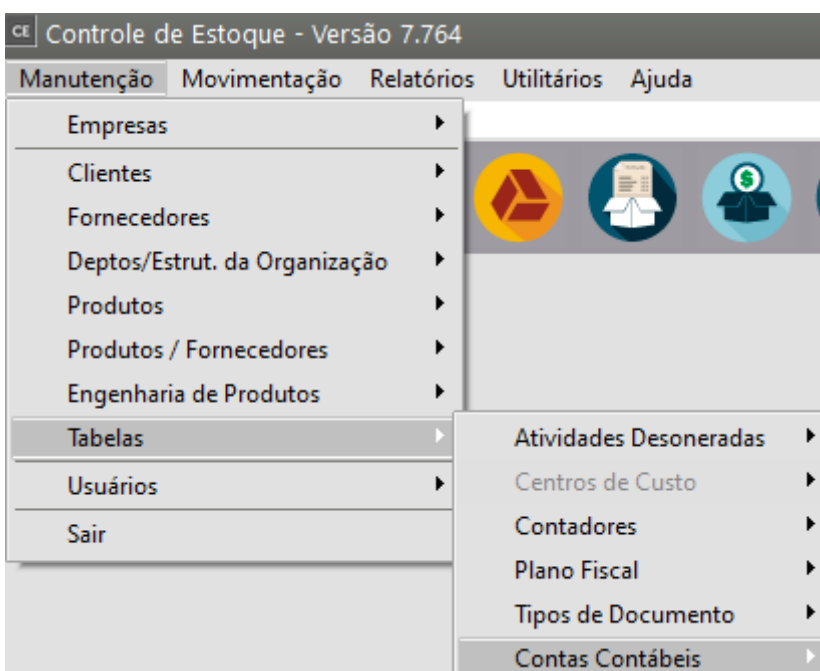 CE Controle de Estoque - Versão 7.764
Manutenção Movimentação Relatórios Utilitários Ajuda
Empresas
Clientes
Fornecedores
Deptos/Estrut. da Organização
Produtos
Produtos / Fornecedores
Engenharia de Produtos
Tabelas
Usuários
Sair
Atividades Desoneradas
Centros de Custo
Contadores
Plano Fiscal
Tipos de Documento
Contas Contábeis